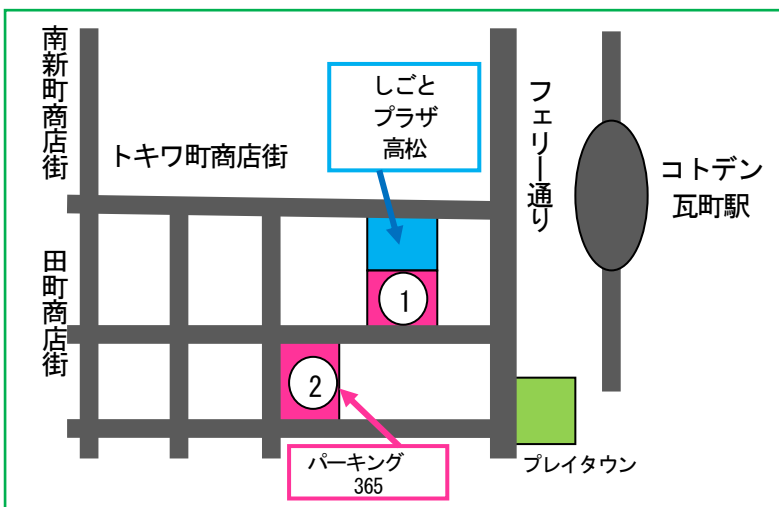 南新町商店街
しごと
プラザ
高松
フェリー通り
トキワ町商店街
コトデン
瓦町駅
田町商店街
1
2
パーキング
365
プレイタウン